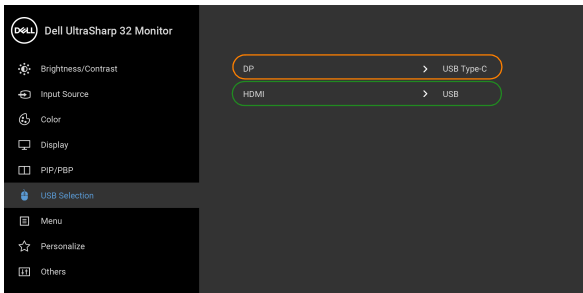 DELL Dell UltraSharp 32 Monitor
Brightness/Contrast
DP > USB Type-C
Input Source
HDMI > USB
Color
Display
PIP/PBP
USB Selection
Menu
Personalize
Others